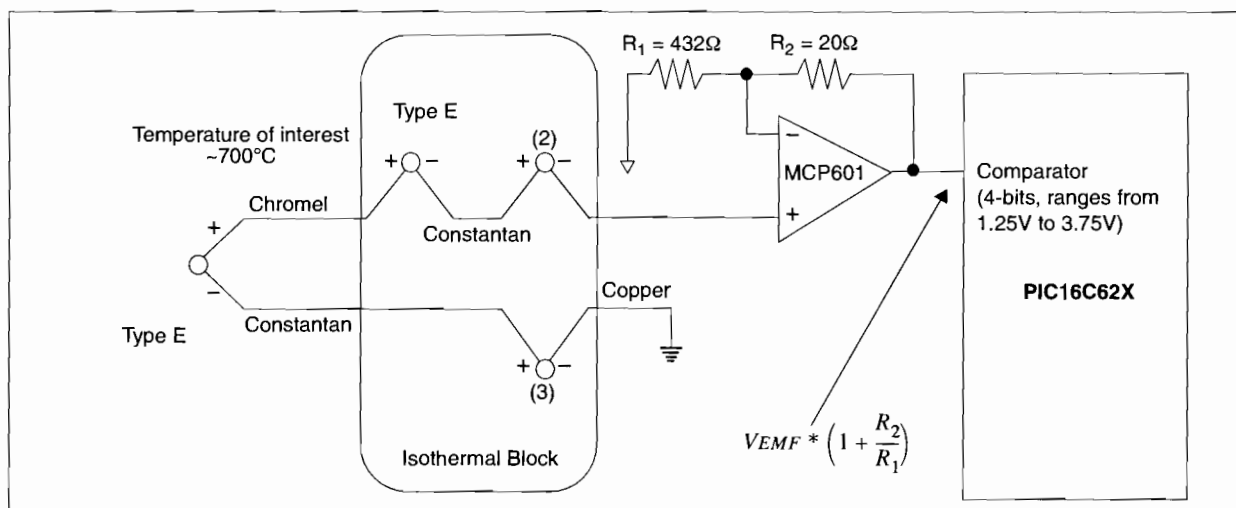 R1 = 432Ω
R2 = 20Ω
Type E
Temperature of interest
~700°C
(2)
+ −
+ −
−
MCP601
+
Comparator
(4-bits, ranges from
1.25V to 3.75V)
Chromel
Constantan
+
−
Copper
PIC16C62X
Constantan
Type E
+ −
(3)
VEMF * (1 + R2/R1)
Isothermal Block